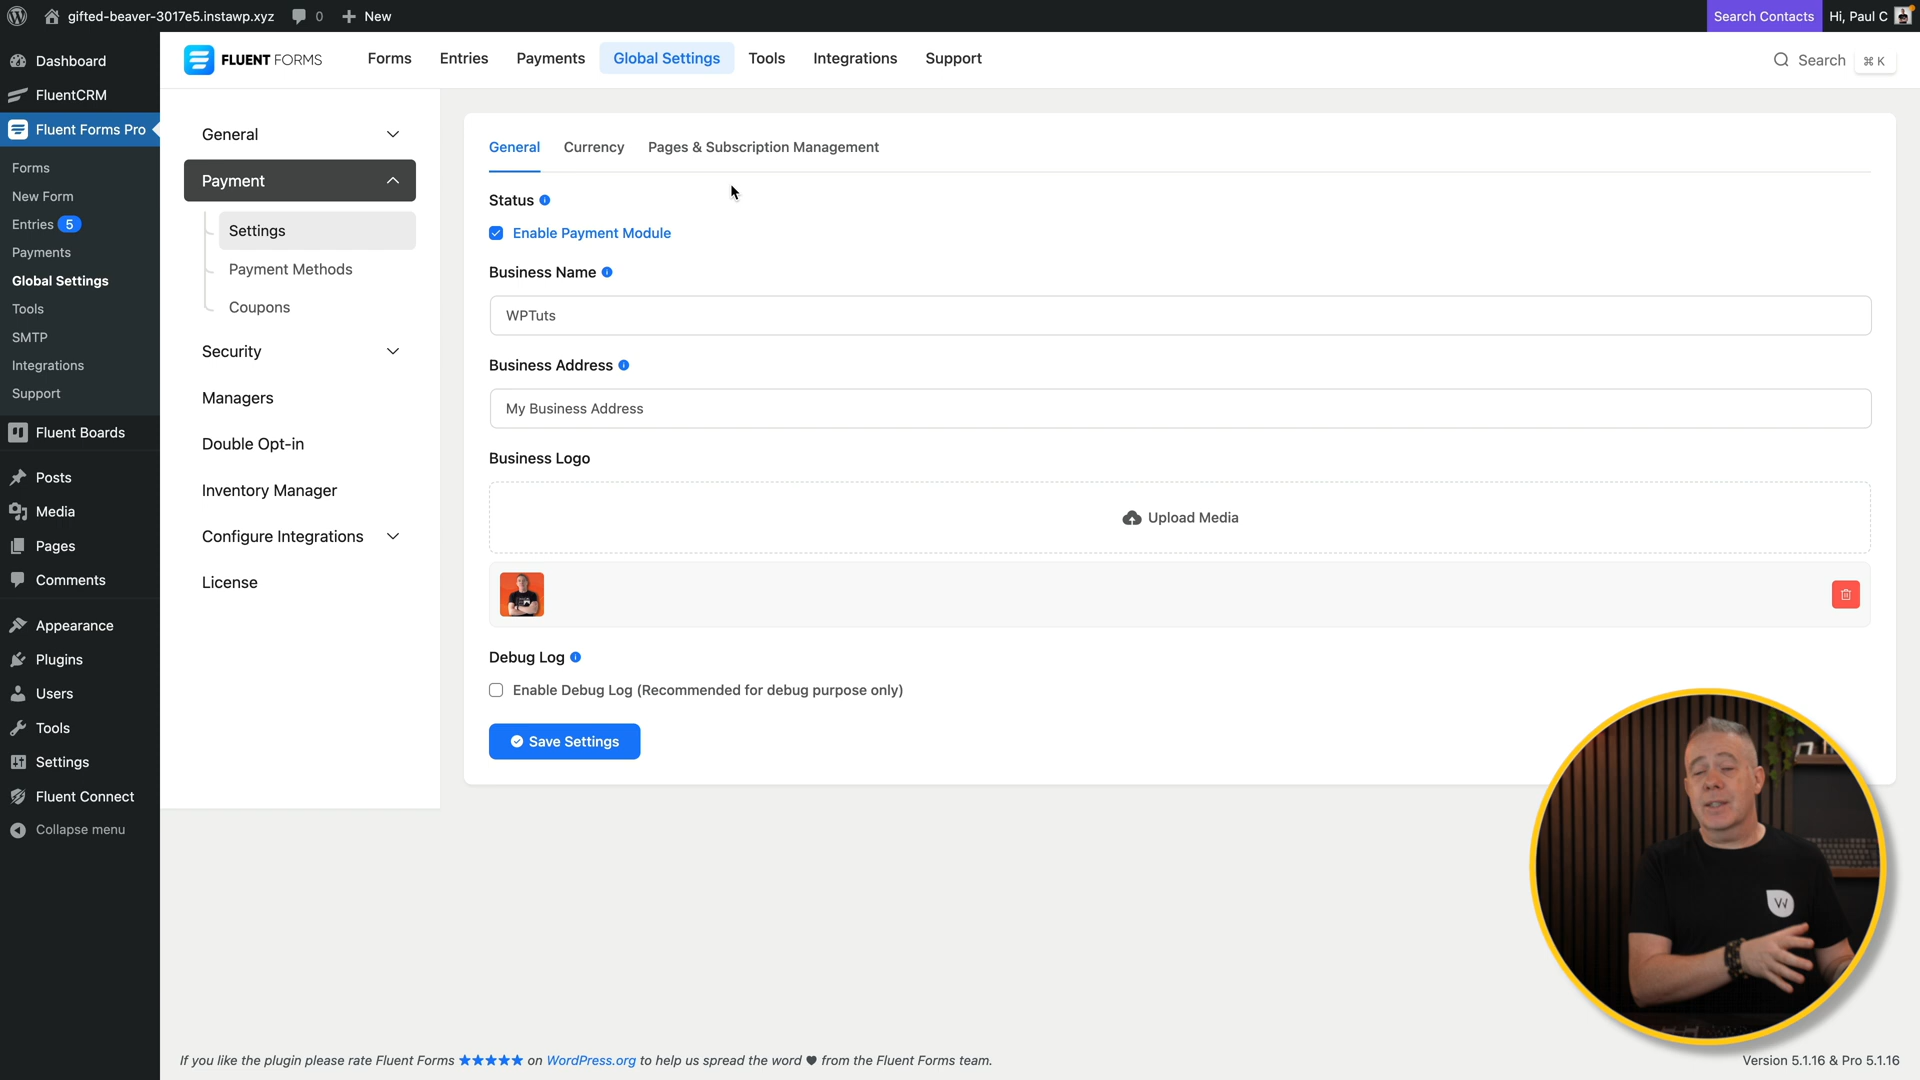 gifted-beaver-3017e5.instawp.xyz
0
New
Search Contacts
Hi, Paul C
Dashboard
FluentCRM
Fluent Forms Pro
Forms
New Form
Entries 5
Payments
Global Settings
Tools
SMTP
Integrations
Support
Fluent Boards
Posts
Media
Pages
Comments
Appearance
Plugins
Users
Tools
Settings
Fluent Connect
Collapse menu
FLUENT FORMS
Forms
Entries
Payments
Global Settings
Tools
Integrations
Support
Search
⌘ K
General
Payment
Settings
Payment Methods
Coupons
Security
Managers
Double Opt-in
Inventory Manager
Configure Integrations
License
General
Currency
Pages & Subscription Management
Status
Enable Payment Module
Business Name
WPTuts
Business Address
My Business Address
Business Logo
Upload Media
Debug Log
Enable Debug Log (Recommended for debug purpose only)
Save Settings
W
If you like the plugin please rate Fluent Forms ★★★★★ on WordPress.org to help us spread the word ♥ from the Fluent Forms team.
Version 5.1.16 & Pro 5.1.16